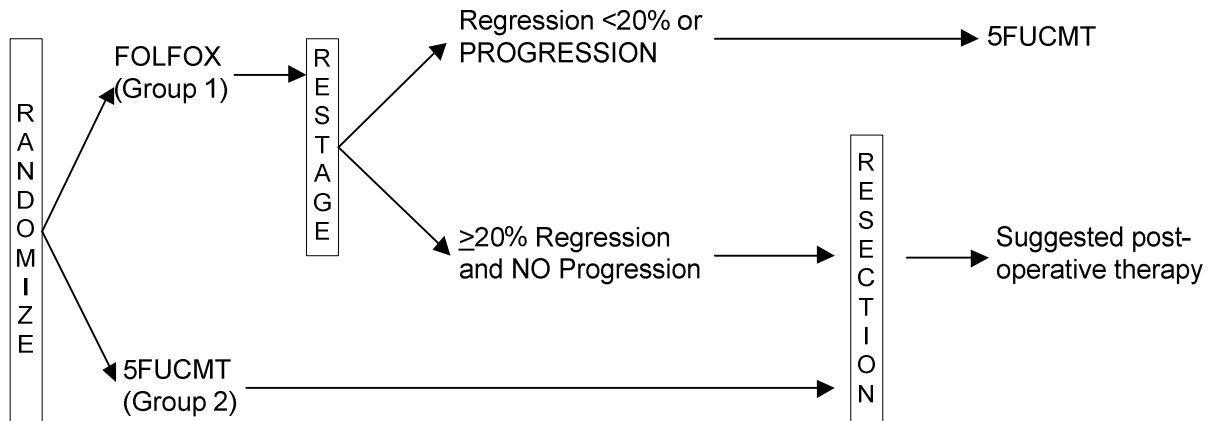 RANDOMIZE
FOLFOX
(Group 1)
RESTAGE
Regression <20% or
PROGRESSION
5FUCMT
≥20% Regression
and NO Progression
RESECTION
Suggested post-
operative therapy
5FUCMT
(Group 2)